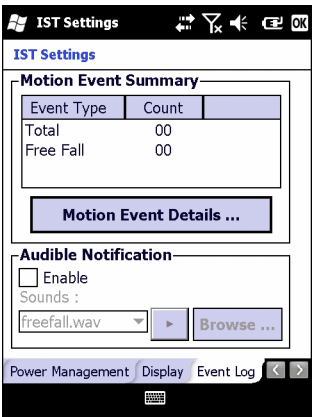 IST Settings OK
IST Settings
Motion Event Summary
Event Type Count
Total 00
Free Fall 00
Motion Event Details ...
Audible Notification
Enable
Sounds :
freefall.wav Browse ...
Power Management Display Event Log